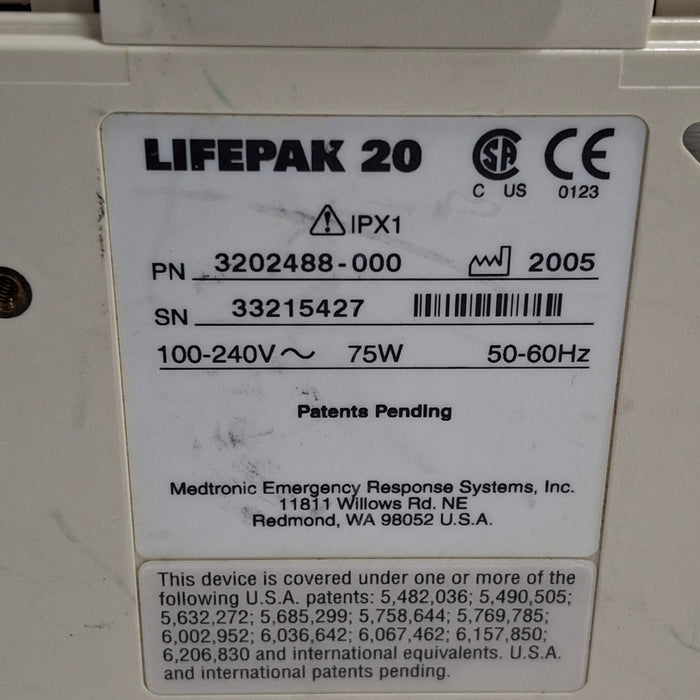 LIFEPAK 20
C US
0123
IPX1
PN 3202488-000 2005
SN 33215427
100-240V~ 75W 50-60Hz
Patents Pending
Medtronic Emergency Response Systems, Inc.
11811 Willows Rd. NE
Redmond, WA 98052 U.S.A.
This device is covered under one or more of the
following U.S.A. patents: 5,482,036; 5,490,505;
5,632,272; 5,685,299; 5,758,644; 5,769,785;
6,002,952; 6,036,642; 6,067,462; 6,157,850;
6,206,830 and international equivalents. U.S.A.
and international patents pending.